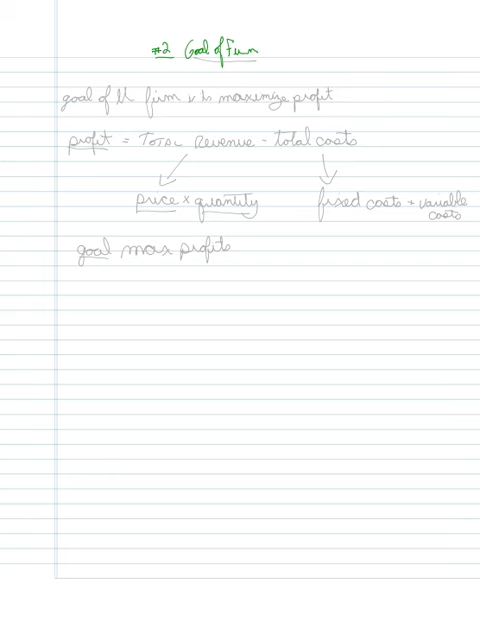 #2 Goal of Firm
goal of the firm is to maximize profit
profit = Total Revenue - total costs
price x quantity fixed costs + variable costs
goal max profits